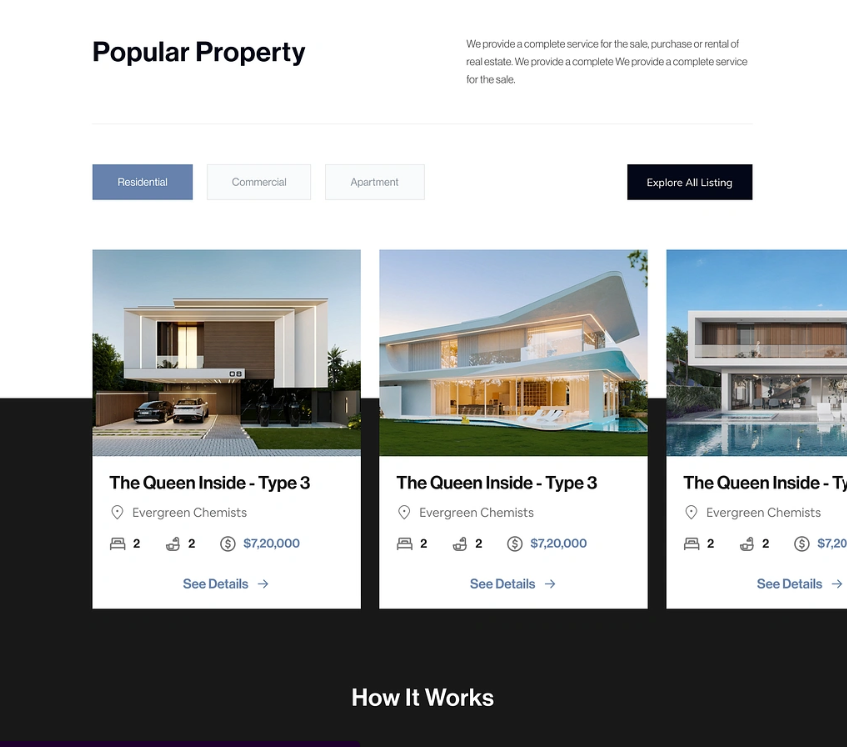 Popular Property
We provide a complete service for the sale, purchase or rental of
real estate. We provide a complete We provide a complete service
for the sale.
Residential
Commercial
Apartment
Explore All Listing
08
The Queen Inside - Type 3
Evergreen Chemists
2 2 $7,20,000
See Details
The Queen Inside - Type 3
Evergreen Chemists
2 2 $7,20,000
See Details
The Queen Inside - Ty
Evergreen Chemists
2 2 $7,20
See Details
How It Works